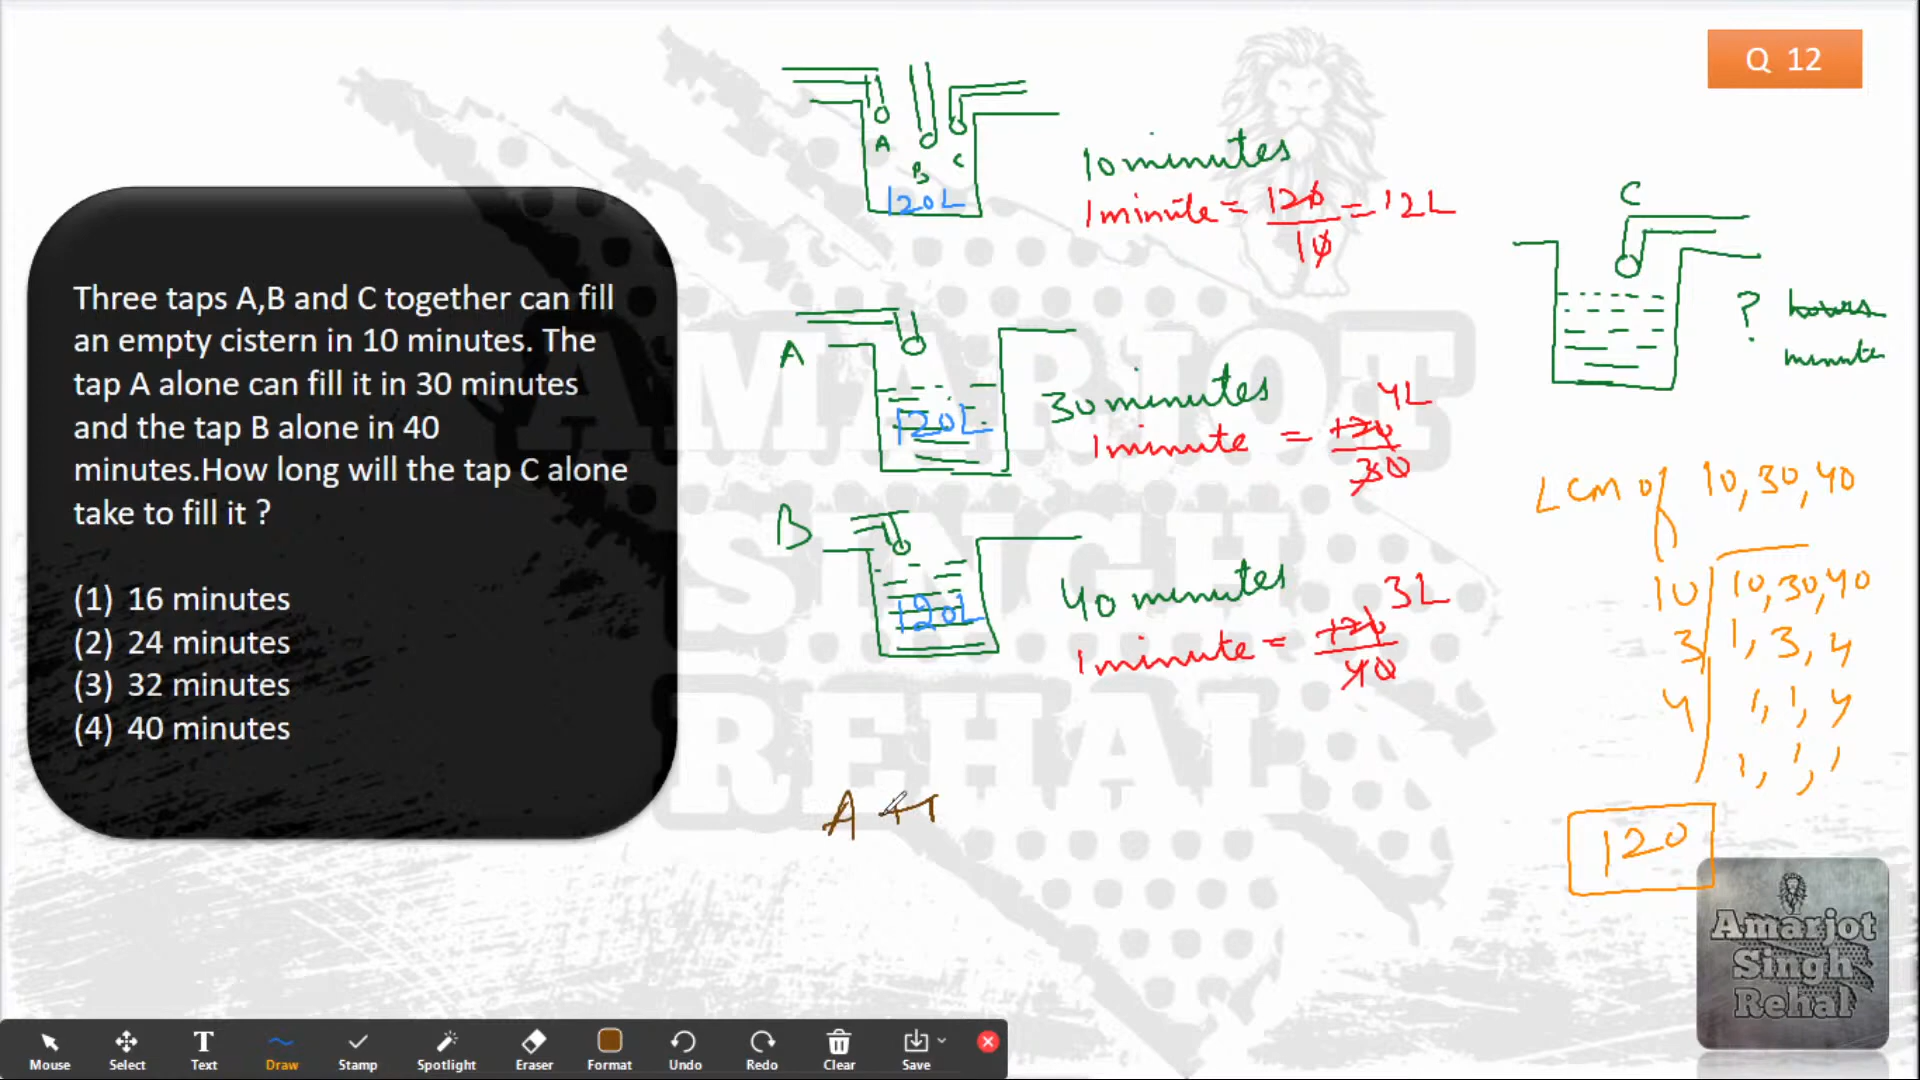 Q 12
Three taps A,B and C together can fill
an empty cistern in 10 minutes. The
tap A alone can fill it in 30 minutes
and the tap B alone in 40
minutes.How long will the tap C alone
take to fill it ?
(1) 16 minutes
(2) 24 minutes
(3) 32 minutes
(4) 40 minutes
A
B
C
120L
10 minutes
1 minute = 120/10 = 12L
A
120L
30 minutes
4L
1 minute = 120/30
B
120L
40 minutes
3L
1 minute = 120/40
A +
C
? hours
minute
LCM of 10, 30, 40
10 | 10, 30, 40
3 | 1, 3, 4
4 | 1, 1, 4
1, 1, 1
120
AMARJOT
SINGH
REHAL
Amarjot
Singh
Rehal
Mouse
Select
T
Text
Draw
Stamp
Spotlight
Eraser
Format
Undo
Redo
Clear
Save